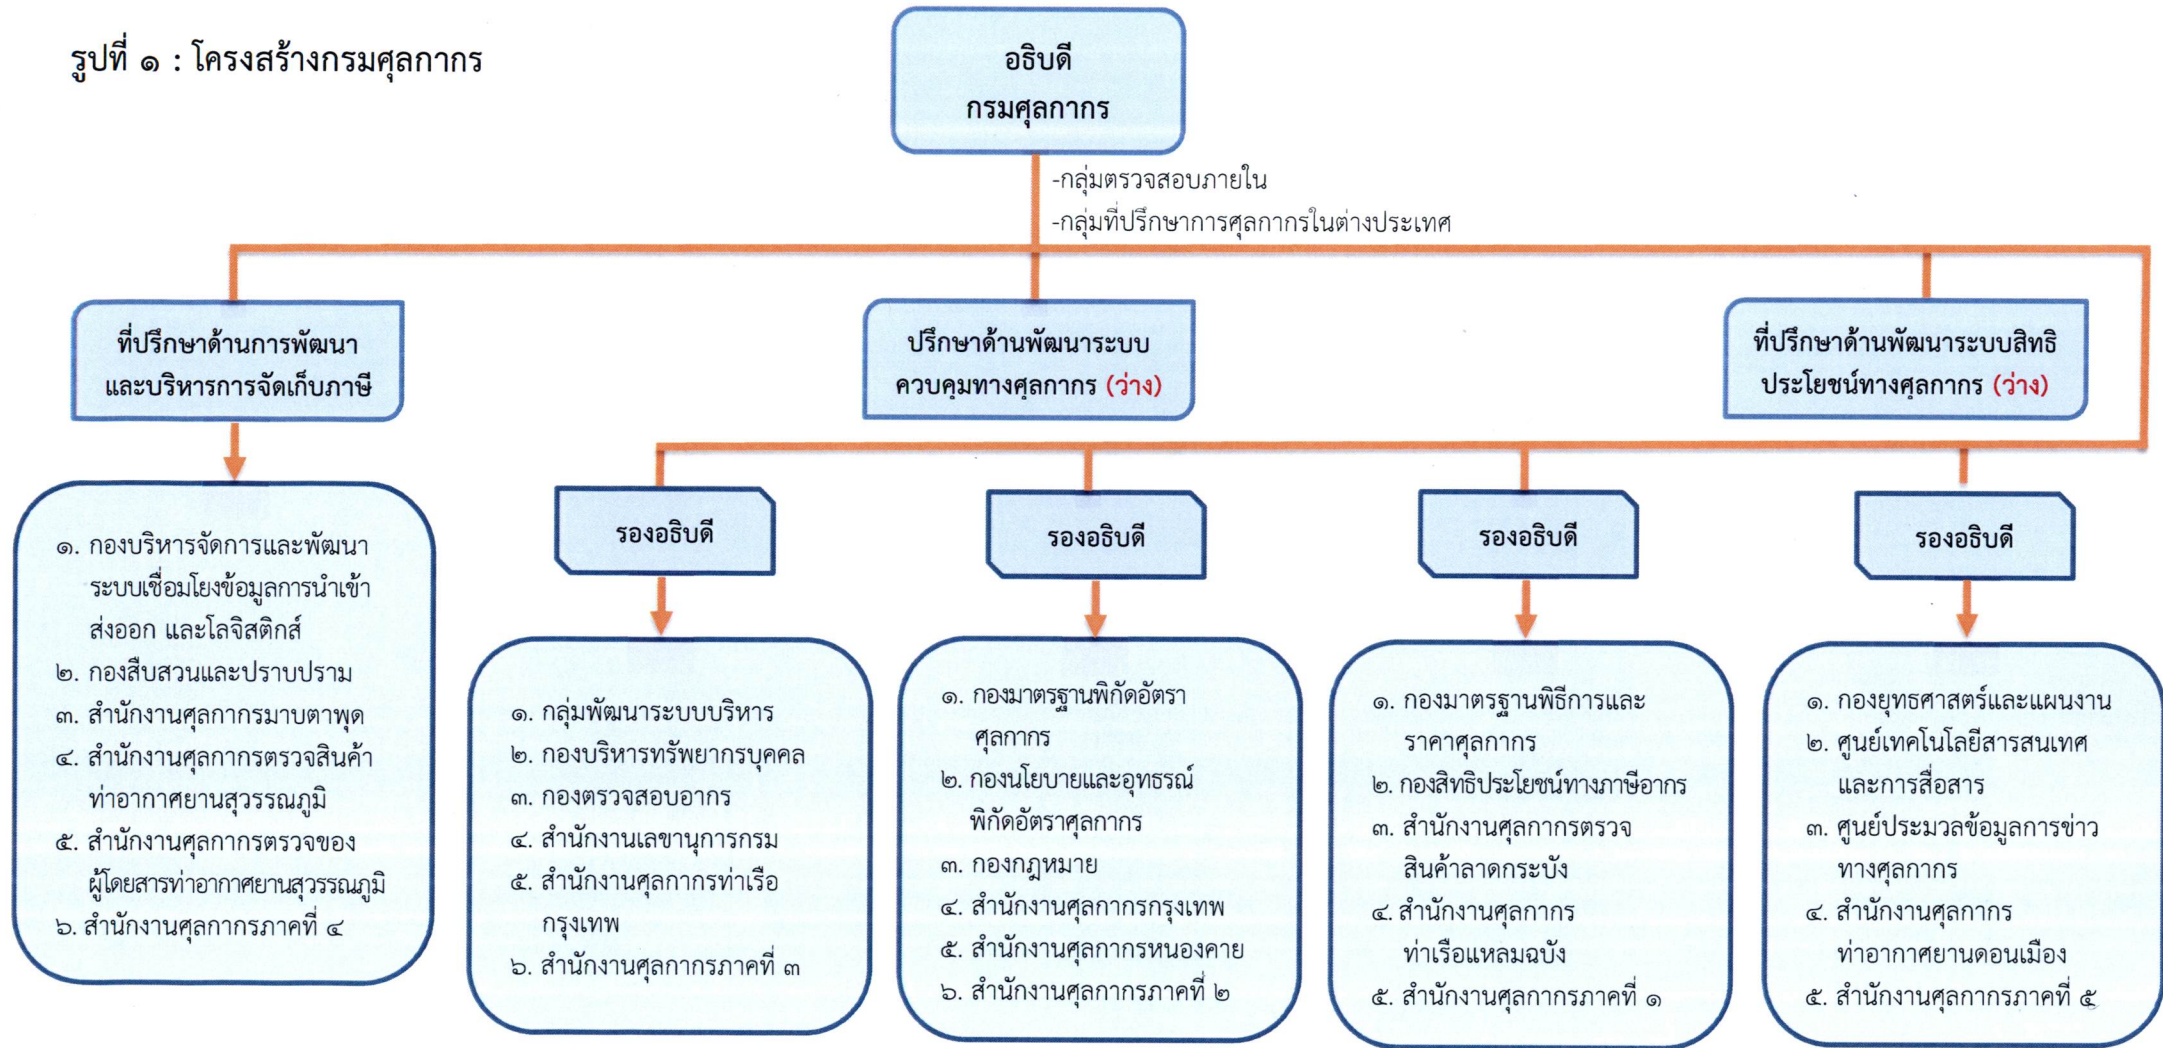 รูปที่ ๑ : โครงสร้างกรมศุลกากร
อธิบดี
กรมศุลกากร
-กลุ่มตรวจสอบภายใน
-กลุ่มที่ปรึกษาการศุลกากรในต่างประเทศ
ที่ปรึกษาด้านการพัฒนา
และบริหารการจัดเก็บภาษี
ปรึกษาด้านพัฒนาระบบ
ควบคุมทางศุลกากร (ว่าง)
ที่ปรึกษาด้านพัฒนาระบบสิทธิ
ประโยชน์ทางศุลกากร (ว่าง)
๑. กองบริหารจัดการและพัฒนา
ระบบเชื่อมโยงข้อมูลการนำเข้า
ส่งออก และโลจิสติกส์
๒. กองสืบสวนและปราบปราม
๓. สำนักงานศุลกากรมาบตาพุด
๔. สำนักงานศุลกากรตรวจสินค้า
ท่าอากาศยานสุวรรณภูมิ
๕. สำนักงานศุลกากรตรวจของ
ผู้โดยสารท่าอากาศยานสุวรรณภูมิ
๖. สำนักงานศุลกากรภาคที่ ๔
รองอธิบดี
๑. กลุ่มพัฒนาระบบบริหาร
๒. กองบริหารทรัพยากรบุคคล
๓. กองตรวจสอบอากร
๔. สำนักงานเลขานุการกรม
๕. สำนักงานศุลกากรท่าเรือ
กรุงเทพ
๖. สำนักงานศุลกากรภาคที่ ๓
รองอธิบดี
๑. กองมาตรฐานพิกัดอัตรา
ศุลกากร
๒. กองนโยบายและอุทธรณ์
พิกัดอัตราศุลกากร
๓. กองกฎหมาย
๔. สำนักงานศุลกากรกรุงเทพ
๕. สำนักงานศุลกากรหนองคาย
๖. สำนักงานศุลกากรภาคที่ ๒
รองอธิบดี
๑. กองมาตรฐานพิธีการและ
ราคาศุลกากร
๒. กองสิทธิประโยชน์ทางภาษีอากร
๓. สำนักงานศุลกากรตรวจ
สินค้าลาดกระบัง
๔. สำนักงานศุลกากร
ท่าเรือแหลมฉบัง
๕. สำนักงานศุลกากรภาคที่ ๑
รองอธิบดี
๑. กองยุทธศาสตร์และแผนงาน
๒. ศูนย์เทคโนโลยีสารสนเทศ
และการสื่อสาร
๓. ศูนย์ประมวลข้อมูลการข่าว
ทางศุลกากร
๔. สำนักงานศุลกากร
ท่าอากาศยานดอนเมือง
๕. สำนักงานศุลกากรภาคที่ ๕